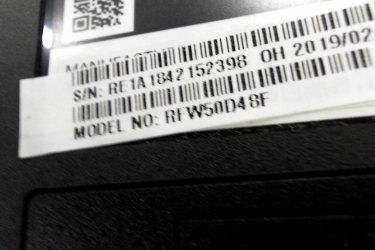 S/N: RE1A1842152398 OH 2019/02
MODEL NO: RFW50D48F